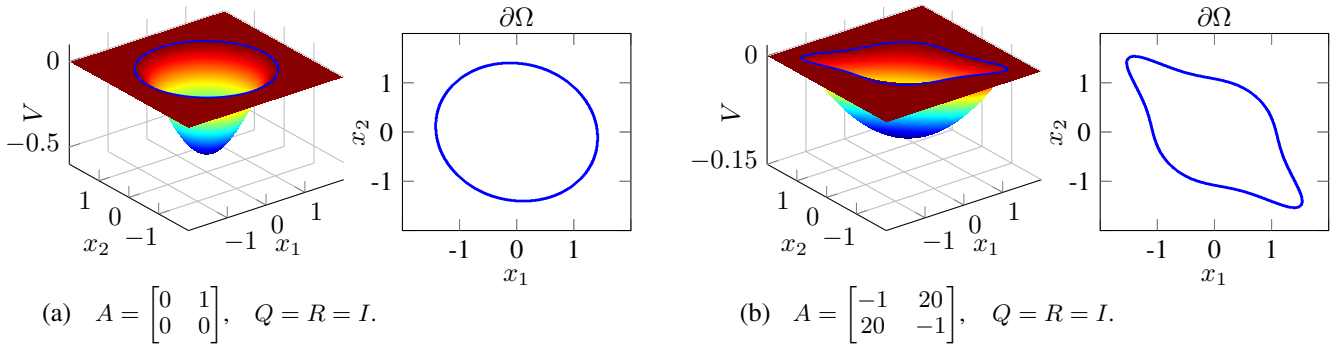 0
−0.5
V
1
0
−1
x₂
−1
0
1
x₁
∂Ω
1
0
-1
x₂
-1
0
1
x₁
(a) A = [0 1; 0 0], Q = R = I.
0
−0.15
V
1
0
−1
x₂
−1
0
1
x₁
∂Ω
1
0
-1
x₂
-1
0
1
x₁
(b) A = [−1 20; 20 −1], Q = R = I.